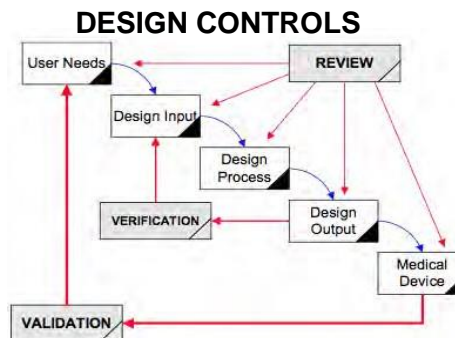 DESIGN CONTROLS
User Needs
REVIEW
Design Input
Design
Process
VERIFICATION
Design
Output
Medical
Device
VALIDATION